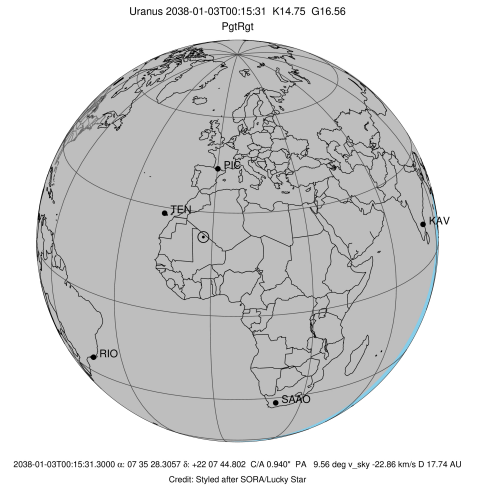 Uranus 2038-01-03T00:15:31 K14.75 G16.56
PgtRgt
PIC
TEN
KAV
RIO
SAAO
2038-01-03T00:15:31.3000 α: 07 35 28.3057 δ: +22 07 44.802 C/A 0.940" PA 9.56 deg v_sky -22.86 km/s D 17.74 AU
Credit: Styled after SORA/Lucky Star